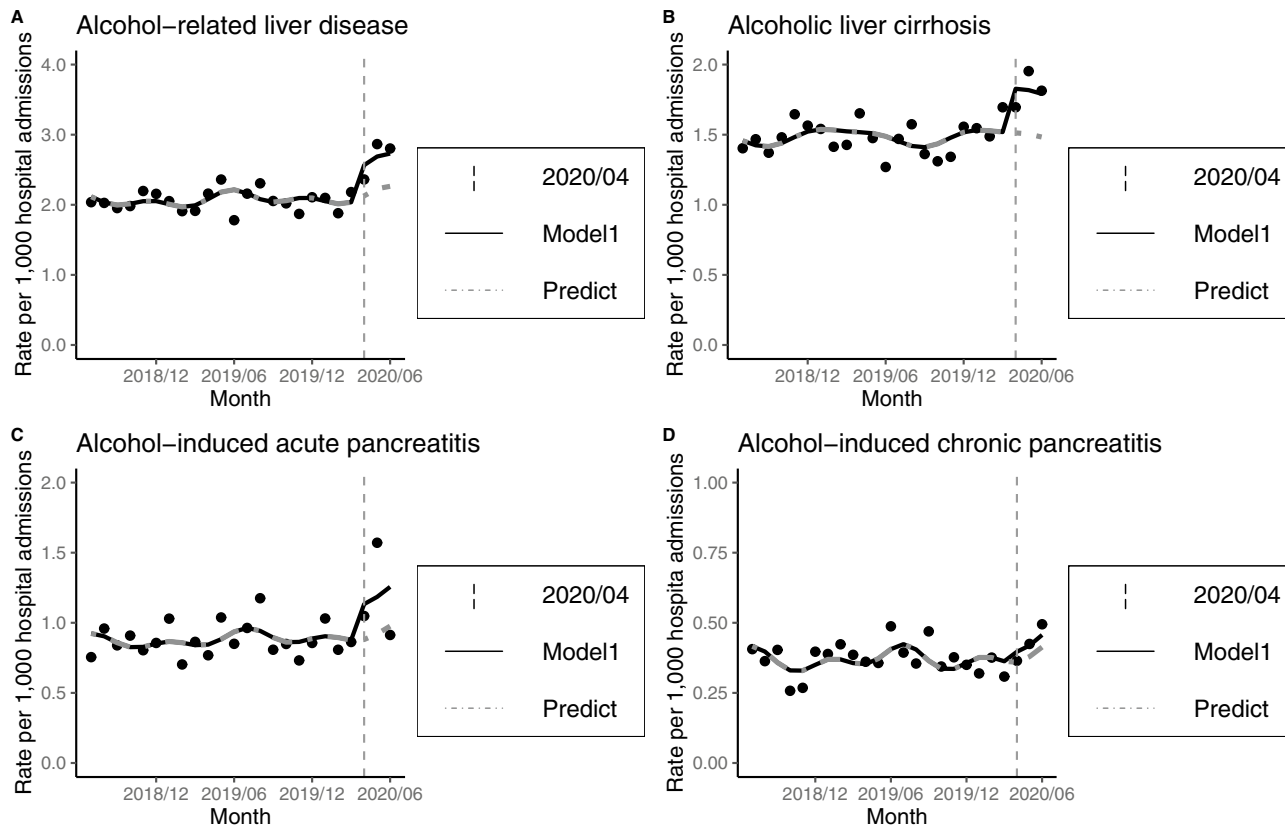 A
Alcohol−related liver disease
Rate per 1,000 hospital admissions
4.0
3.0
2.0
1.0
0.0
2018/12
2019/06
2019/12
2020/06
Month
2020/04
Model1
Predict
B
Alcoholic liver cirrhosis
Rate per 1,000 hospital admissions
2.0
1.5
1.0
0.5
0.0
2018/12
2019/06
2019/12
2020/06
Month
2020/04
Model1
Predict
C
Alcohol−induced acute pancreatitis
Rate per 1,000 hospital admissions
2.0
1.5
1.0
0.5
0.0
2018/12
2019/06
2019/12
2020/06
Month
2020/04
Model1
Predict
D
Alcohol−induced chronic pancreatitis
Rate per 1,000 hospita admissions
1.00
0.75
0.50
0.25
0.00
2018/12
2019/06
2019/12
2020/06
Month
2020/04
Model1
Predict